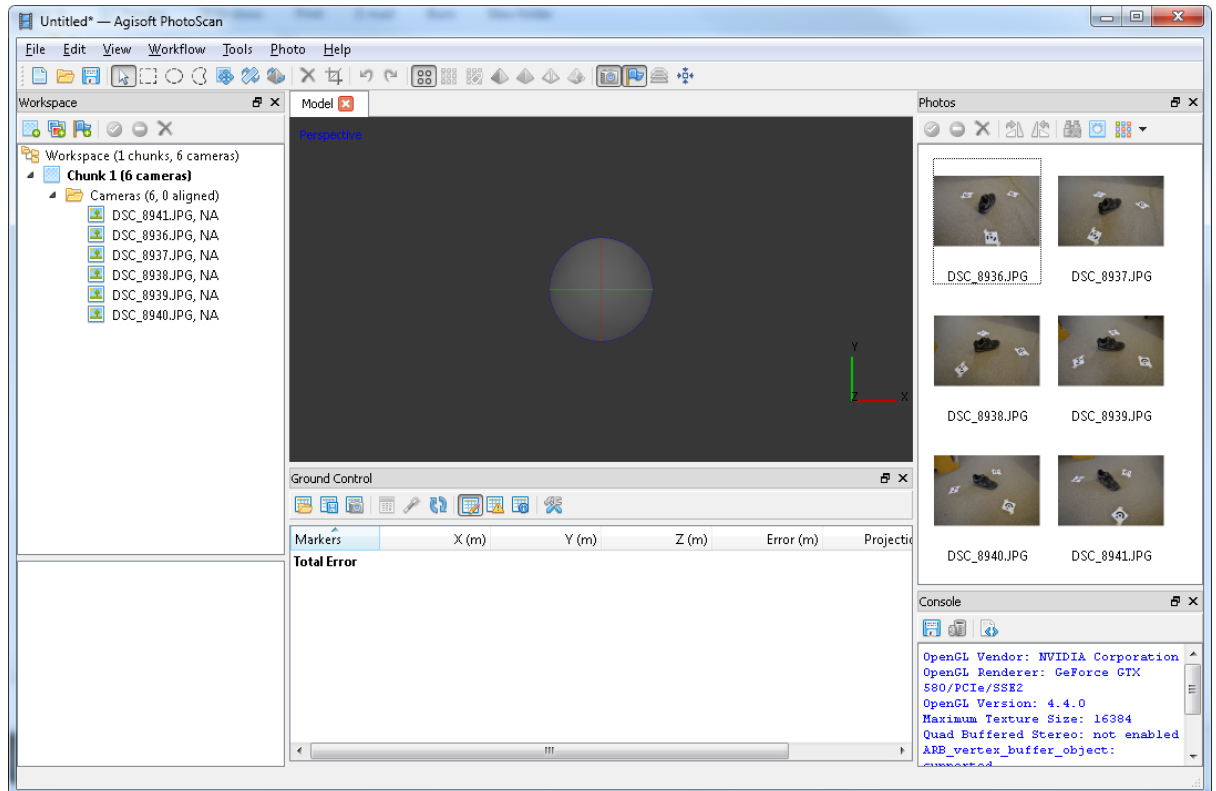 Untitled* — Agisoft PhotoScan
File Edit View Workflow Tools Photo Help
Workspace
Workspace (1 chunks, 6 cameras)
Chunk 1 (6 cameras)
Cameras (6, 0 aligned)
DSC_8941.JPG, NA
DSC_8936.JPG, NA
DSC_8937.JPG, NA
DSC_8938.JPG, NA
DSC_8939.JPG, NA
DSC_8940.JPG, NA
Model
Perspective
Y
Z X
Ground Control
Markers X (m) Y (m) Z (m) Error (m) Projectio
Total Error
Photos
DSC_8936.JPG DSC_8937.JPG
DSC_8938.JPG DSC_8939.JPG
DSC_8940.JPG DSC_8941.JPG
Console
OpenGL Vendor: NVIDIA Corporation
OpenGL Renderer: GeForce GTX
580/PCIe/SSE2
OpenGL Version: 4.4.0
Maximum Texture Size: 16384
Quad Buffered Stereo: not enabled
ARB_vertex_buffer_object:
supported